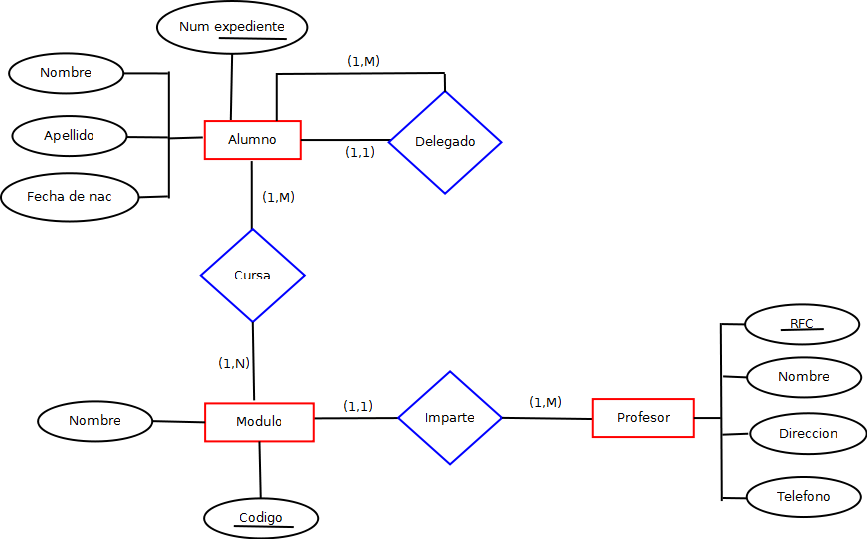 Num expediente
Nombre
(1,M)
Apellido
Alumno
Delegado
(1,1)
Fecha de nac
(1,M)
Cursa
RFC
(1,N)
Nombre
(1,1)
(1,M)
Nombre
Modulo
Imparte
Profesor
Direccion
Telefono
Codigo